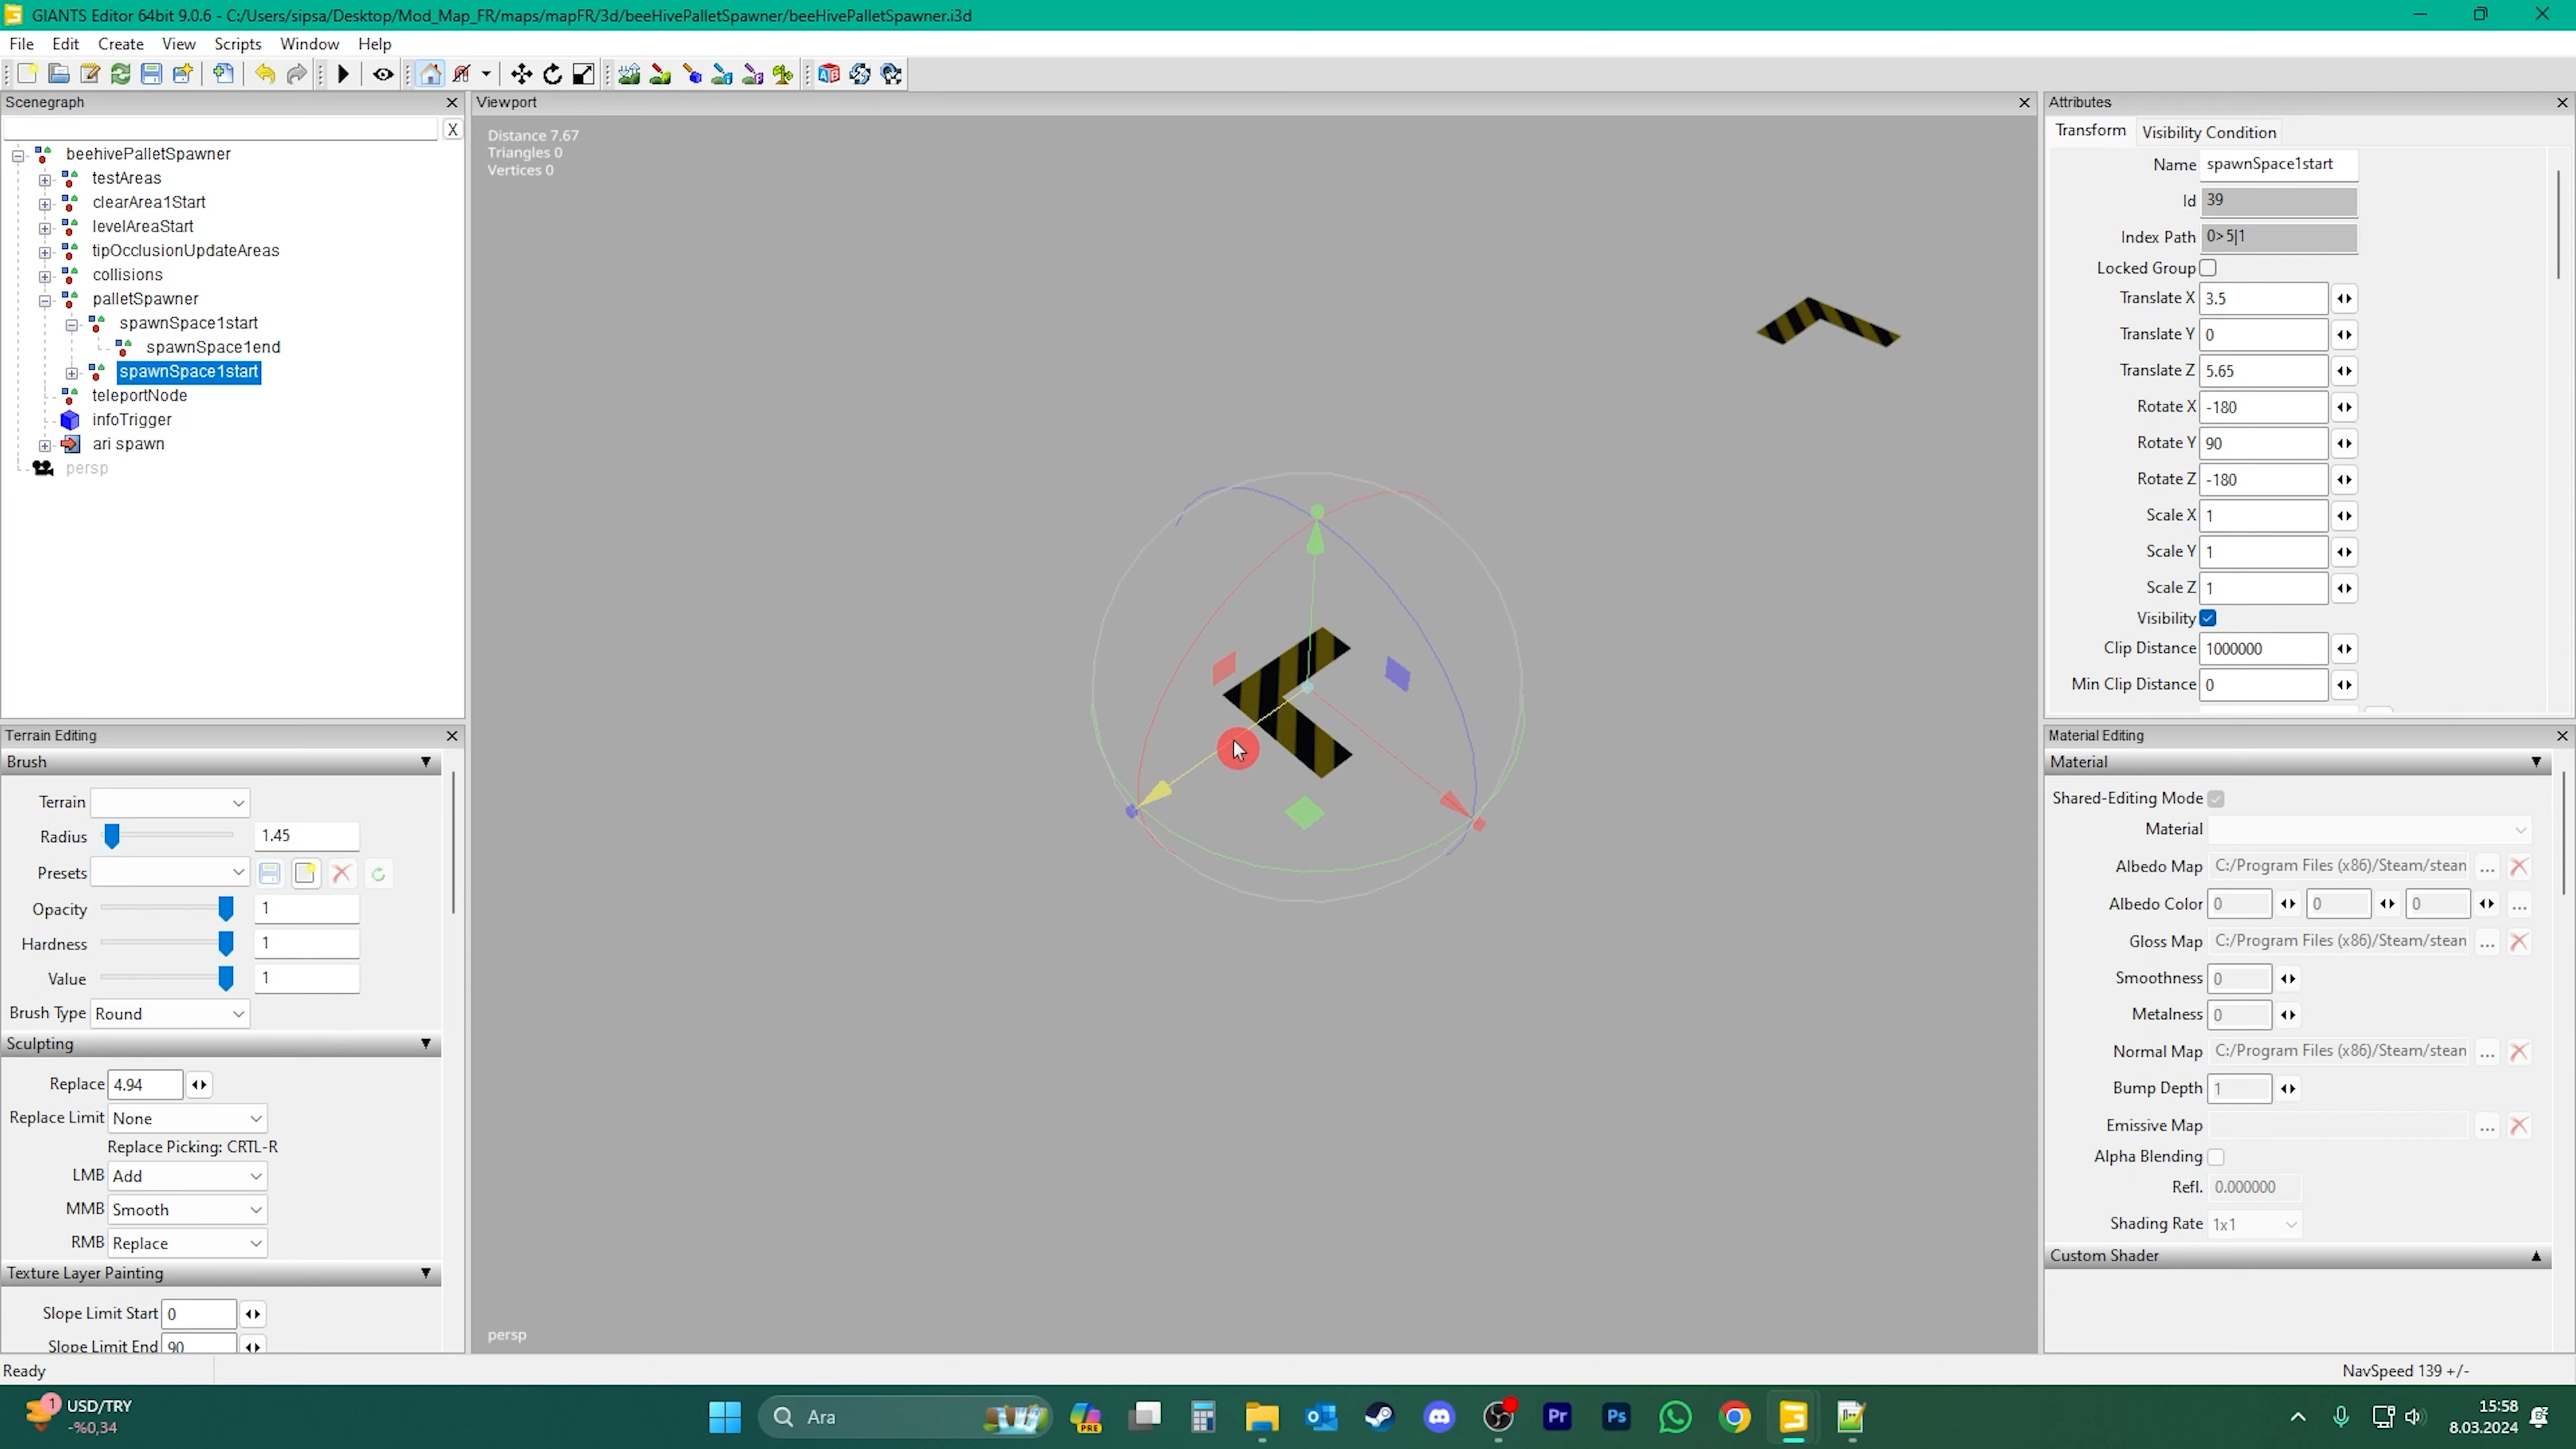 GIANTS Editor 64bit 9.0.6 - C:/Users/sipsa/Desktop/Mod_Map_FR/maps/mapFR/3d/beeHivePalletSpawner/beeHivePalletSpawner.i3d
File Edit Create View Scripts Window Help
Scenegraph
X
beehivePalletSpawner
testAreas
clearArea1Start
levelAreaStart
tipOcclusionUpdateAreas
collisions
palletSpawner
spawnSpace1start
spawnSpace1end
spawnSpace1start
teleportNode
infoTrigger
ari spawn
persp
Terrain Editing
Brush
Terrain
Radius 1.45
Presets
Opacity 1
Hardness 1
Value 1
Brush Type Round
Sculpting
Replace 4.94
Replace Limit None
Replace Picking: CRTL-R
LMB Add
MMB Smooth
RMB Replace
Texture Layer Painting
Slope Limit Start 0
Slope Limit End 90
Ready
Viewport
Distance 7.67
Triangles 0
Vertices 0
persp
Attributes
Transform Visibility Condition
Name spawnSpace1start
Id 39
Index Path 0>5|1
Locked Group
Translate X 3.5
Translate Y 0
Translate Z 5.65
Rotate X -180
Rotate Y 90
Rotate Z -180
Scale X 1
Scale Y 1
Scale Z 1
Visibility
Clip Distance 1000000
Min Clip Distance 0
Material Editing
Material
Shared-Editing Mode
Material
Albedo Map C:/Program Files (x86)/Steam/stean ...
Albedo Color 0 0 0 ...
Gloss Map C:/Program Files (x86)/Steam/stean ...
Smoothness 0
Metalness 0
Normal Map C:/Program Files (x86)/Steam/stean ...
Bump Depth 1
Emissive Map ...
Alpha Blending
Refl. 0.000000
Shading Rate 1x1
Custom Shader
NavSpeed 139 +/-
1
USD/TRY
-%0,34
Ara
PRE
Pr
Ps
15:58
8.03.2024